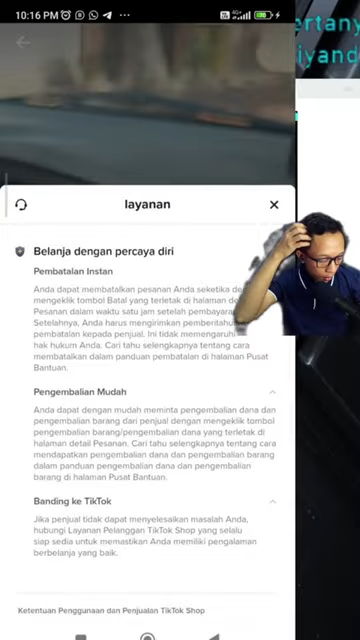 10:16 PM
4G
ertany
iyand
layanan
Belanja dengan percaya diri
Pembatalan Instan
Anda dapat membatalkan pesanan Anda seketika de
mengeklik tombol Batal yang terletak di halaman de
Pesanan dalam waktu satu jam setelah pembayara
Setelahnya, Anda harus mengirimkan pemberitahu
pembatalan kepada penjual. Ini tidak memengaruhi
hak hukum Anda. Cari tahu selengkapnya tentang cara
membatalkan dalam panduan pembatalan di halaman Pusat
Bantuan.
Pengembalian Mudah
Anda dapat dengan mudah meminta pengembalian dana dan
pengembalian barang dari penjual dengan mengeklik tombol
pengembalian barang/pengembalian dana yang terletak di
halaman detail Pesanan. Cari tahu selengkapnya tentang cara
mendapatkan pengembalian dana dan pengembalian barang
dalam panduan pengembalian dana dan pengembalian
barang di halaman Pusat Bantuan.
Banding ke TikTok
Jika penjual tidak dapat menyelesaikan masalah Anda,
hubungi Layanan Pelanggan TikTok Shop yang selalu
siap sedia untuk memastikan Anda memiliki pengalaman
berbelanja yang baik.
Ketentuan Penggunaan dan Penjualan TikTok Shop